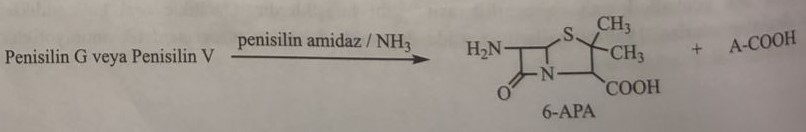 Penisilin G veya Penisilin V
penisilin amidaz / NH₃
H₂N
S
CH₃
CH₃
N
O
COOH
6-APA
+
A-COOH